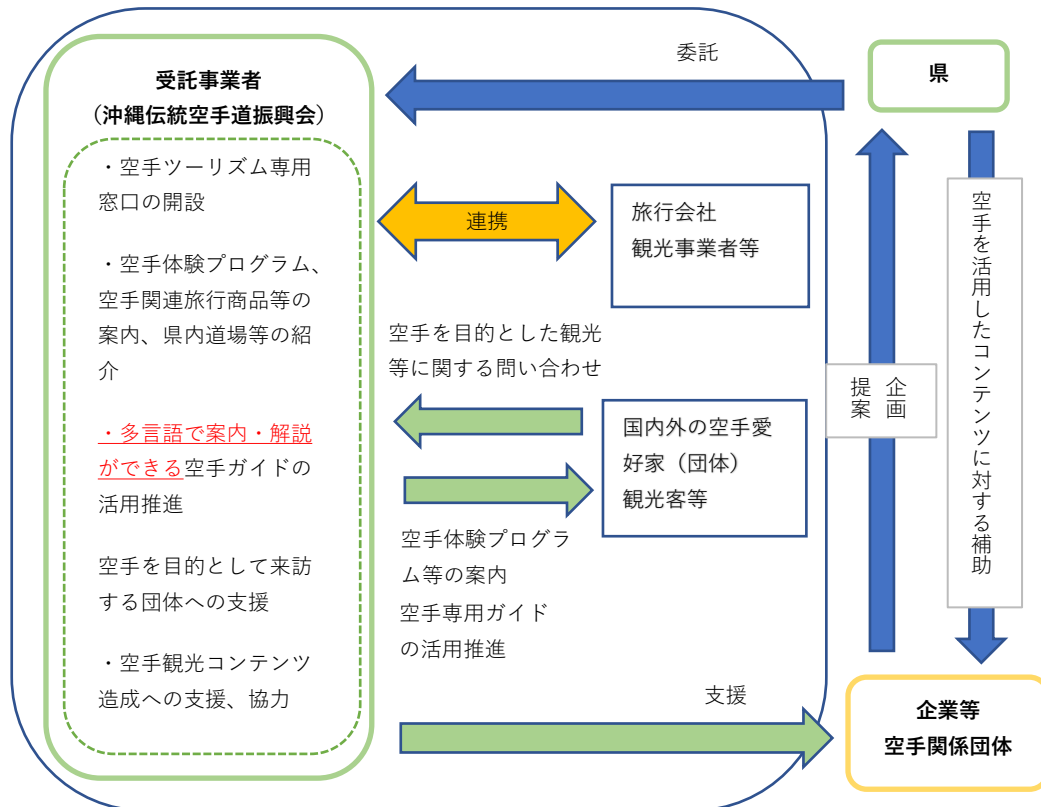 委託
県
受託事業者
（沖縄伝統空手道振興会）
・空手ツーリズム専用
窓口の開設
・空手体験プログラム、
空手関連旅行商品等の
案内、県内道場等の紹
介
・多言語で案内・解説
ができる空手ガイドの
活用推進
空手を目的として来訪
する団体への支援
・空手観光コンテンツ
造成への支援、協力
連携
旅行会社
観光事業者等
空手を目的とした観光
等に関する問い合わせ
国内外の空手愛
好家（団体）
観光客等
空手体験プログラ
ム等の案内
空手専用ガイド
の活用推進
企画
提案
空手を活用したコンテンツに対する補助
支援
企業等
空手関係団体